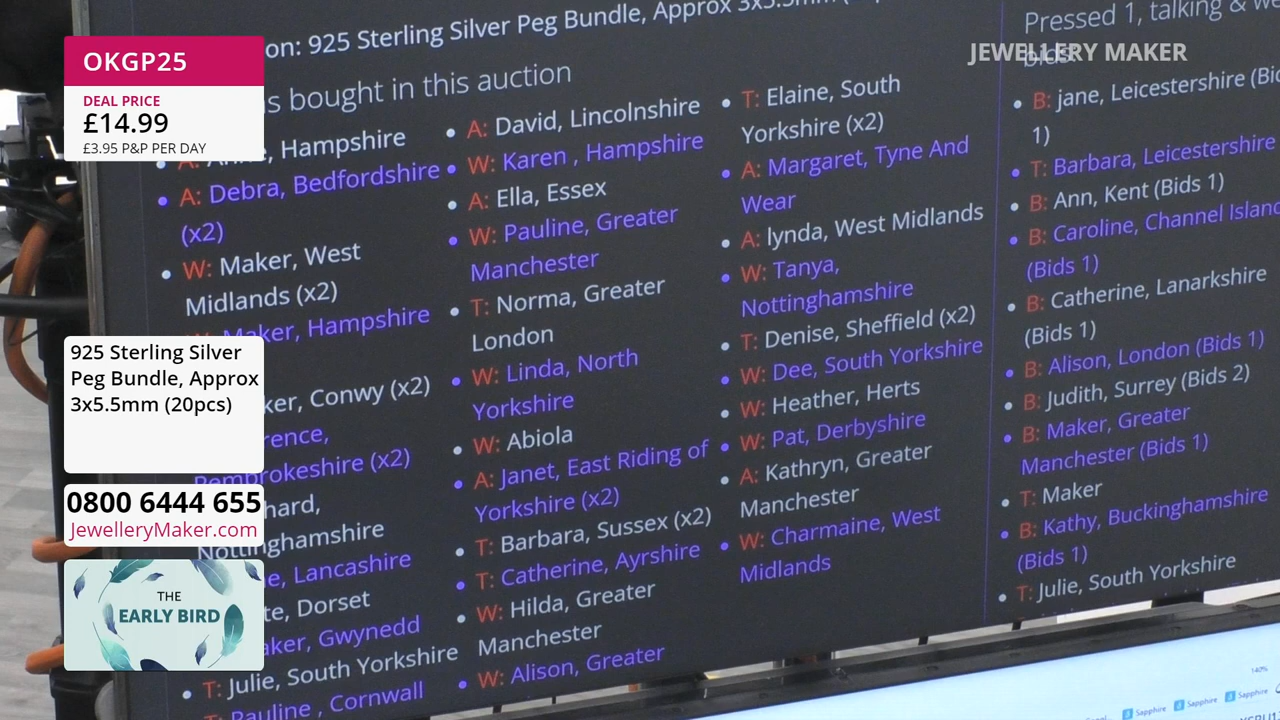 OKGP25
DEAL PRICE
£14.99
£3.95 P&P PER DAY
925 Sterling Silver
Peg Bundle, Approx
3x5.5mm (20pcs)
0800 6444 655
JewelleryMaker.com
THE
EARLY BIRD
JEWELLERY MAKER
on: 925 Sterling Silver Peg Bundle, Approx 3x5.5mm
s bought in this auction
Hampshire
A: Debra, Bedfordshire
(x2)
W: Maker, West
Midlands (x2)
Maker, Hampshire
ker, Conwy (x2)
rence,
Pembrokeshire (x2)
hard,
Nottinghamshire
e, Lancashire
te, Dorset
aker, Gwynedd
T: Julie, South Yorkshire
T: Pauline , Cornwall
A: David, Lincolnshire
W: Karen , Hampshire
A: Ella, Essex
W: Pauline, Greater
Manchester
T: Norma, Greater
London
W: Linda, North
Yorkshire
W: Abiola
A: Janet, East Riding of
Yorkshire (x2)
T: Barbara, Sussex (x2)
T: Catherine, Ayrshire
W: Hilda, Greater
Manchester
W: Alison, Greater
T: Elaine, South
Yorkshire (x2)
A: Margaret, Tyne And
Wear
A: lynda, West Midlands
W: Tanya,
Nottinghamshire
T: Denise, Sheffield (x2)
W: Dee, South Yorkshire
W: Heather, Herts
W: Pat, Derbyshire
A: Kathryn, Greater
Manchester
W: Charmaine, West
Midlands
Pressed 1, talking & we
bids
B: jane, Leicestershire (Bid
1)
T: Barbara, Leicestershire
B: Ann, Kent (Bids 1)
B: Caroline, Channel Island
(Bids 1)
B: Catherine, Lanarkshire
(Bids 1)
B: Alison, London (Bids 1)
B: Judith, Surrey (Bids 2)
B: Maker, Greater
Manchester (Bids 1)
T: Maker
B: Kathy, Buckinghamshire
(Bids 1)
T: Julie, South Yorkshire
140%
Sapphire Sapphire Sapphire